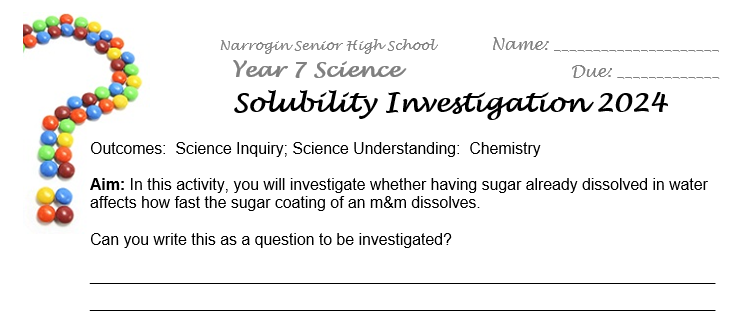 Narrogin Senior High School Name: ____________________
Year 7 Science Due: ____________
Solubility Investigation 2024
Outcomes: Science Inquiry; Science Understanding: Chemistry
Aim: In this activity, you will investigate whether having sugar already dissolved in water
affects how fast the sugar coating of an m&m dissolves.
Can you write this as a question to be investigated?